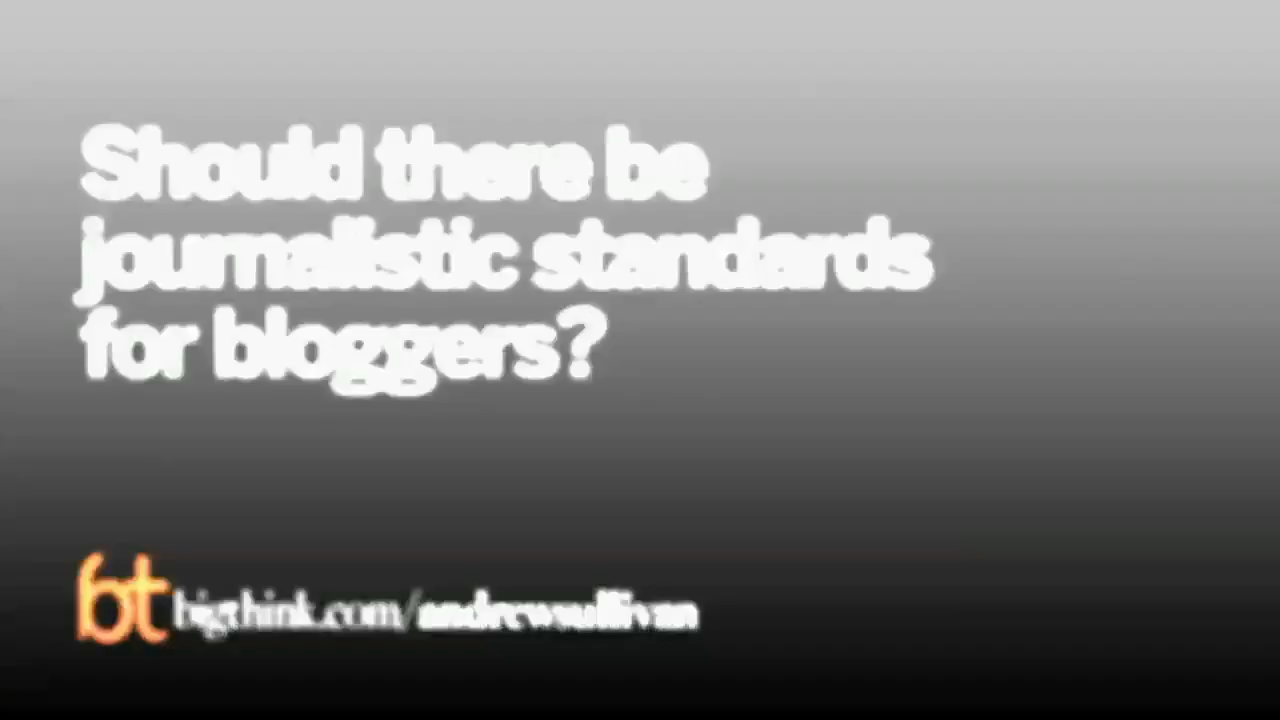 Should there be
journalistic standards
for bloggers?
bt bigthink.com/andrewsullivan